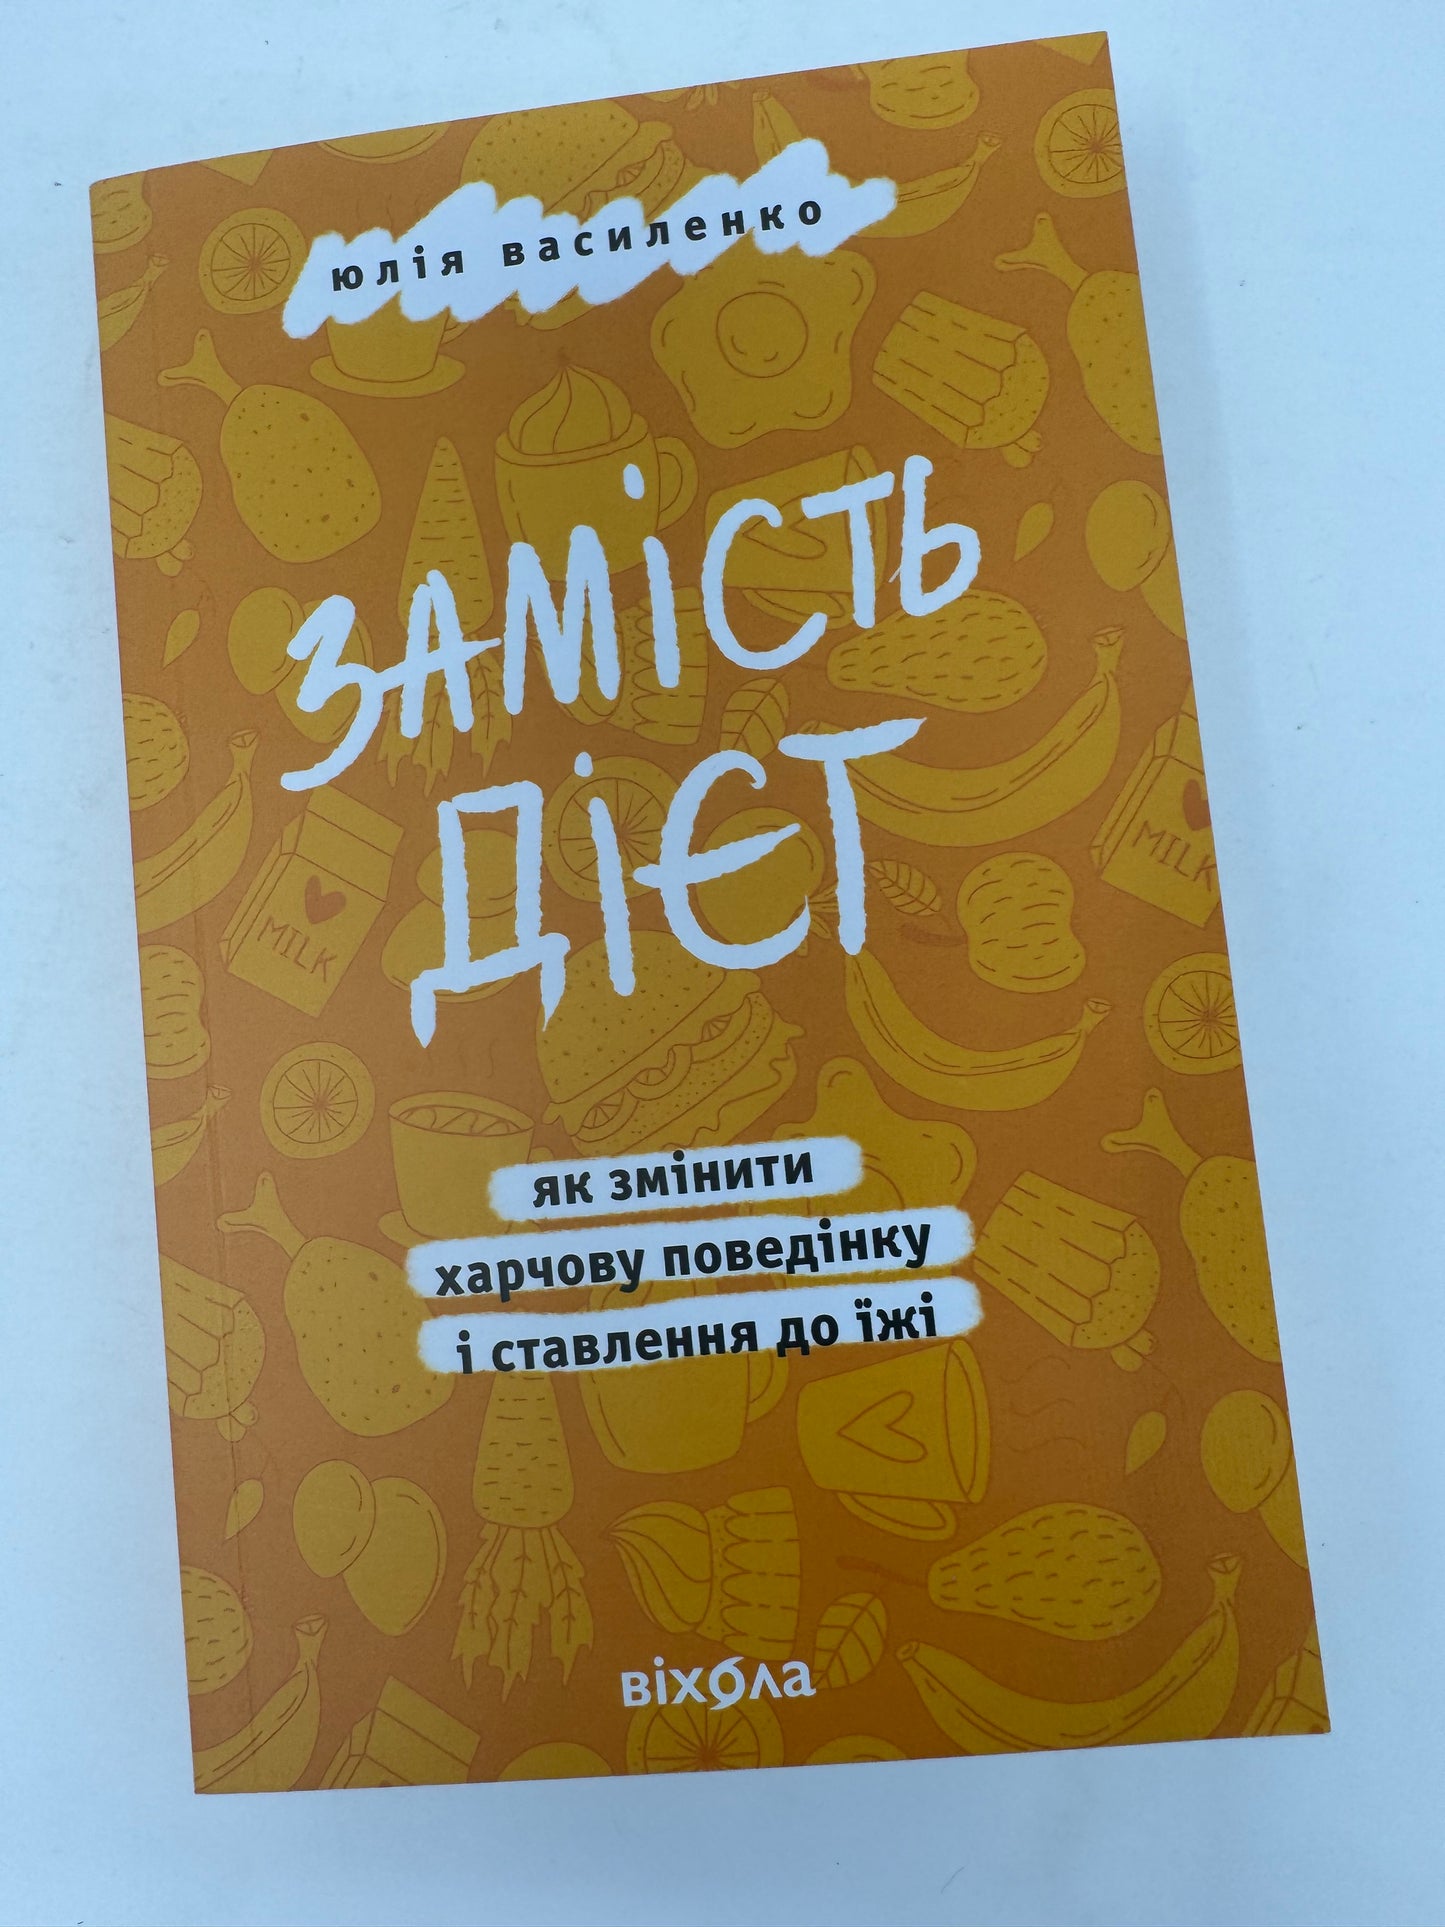 юлія василенко
замість
дієт
MILK
MILK
як змінити
харчову поведінку
і ставлення до їжі
віхола